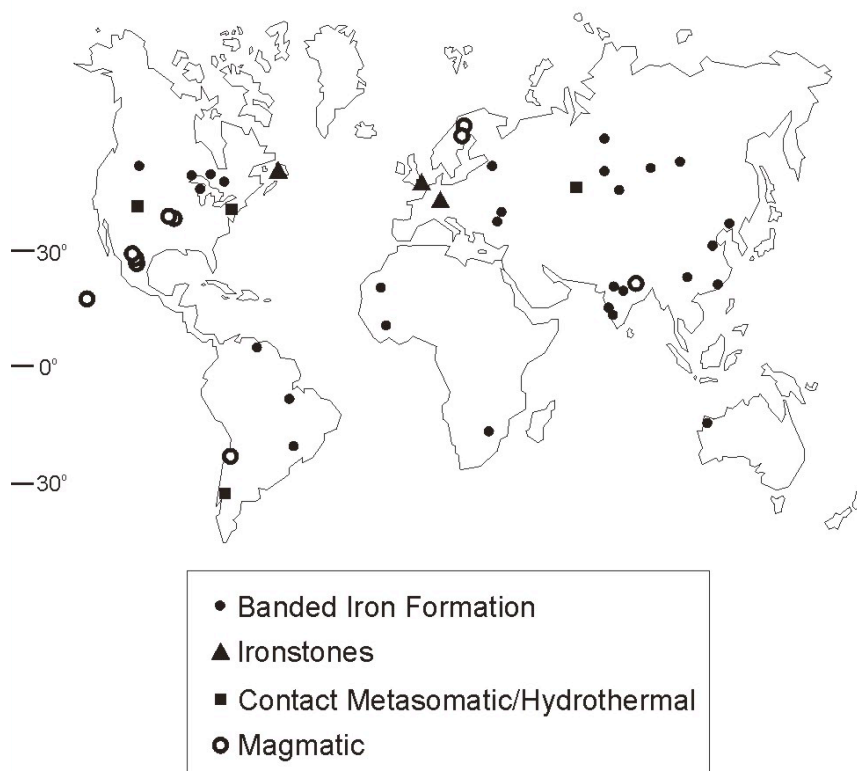 30°
0°
30°
Banded Iron Formation
Ironstones
Contact Metasomatic/Hydrothermal
Magmatic